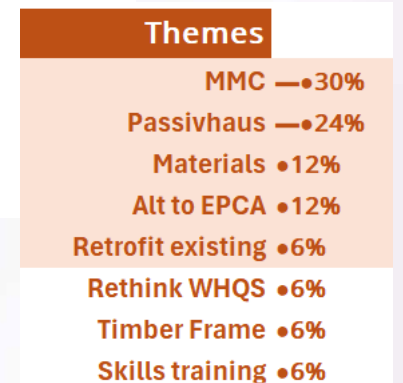 Themes
MMC 30%
Passivhaus 24%
Materials 12%
Alt to EPCA 12%
Retrofit existing 6%
Rethink WHQS 6%
Timber Frame 6%
Skills training 6%